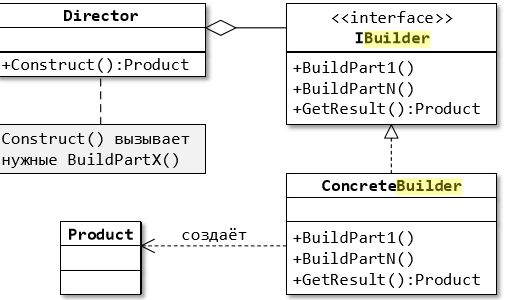 Director
+Construct():Product
<<interface>>
IBuilder
+BuildPart1()
+BuildPartN()
+GetResult():Product
Construct() вызывает
нужные BuildPartX()
ConcreteBuilder
+BuildPart1()
+BuildPartN()
+GetResult():Product
создаёт
Product